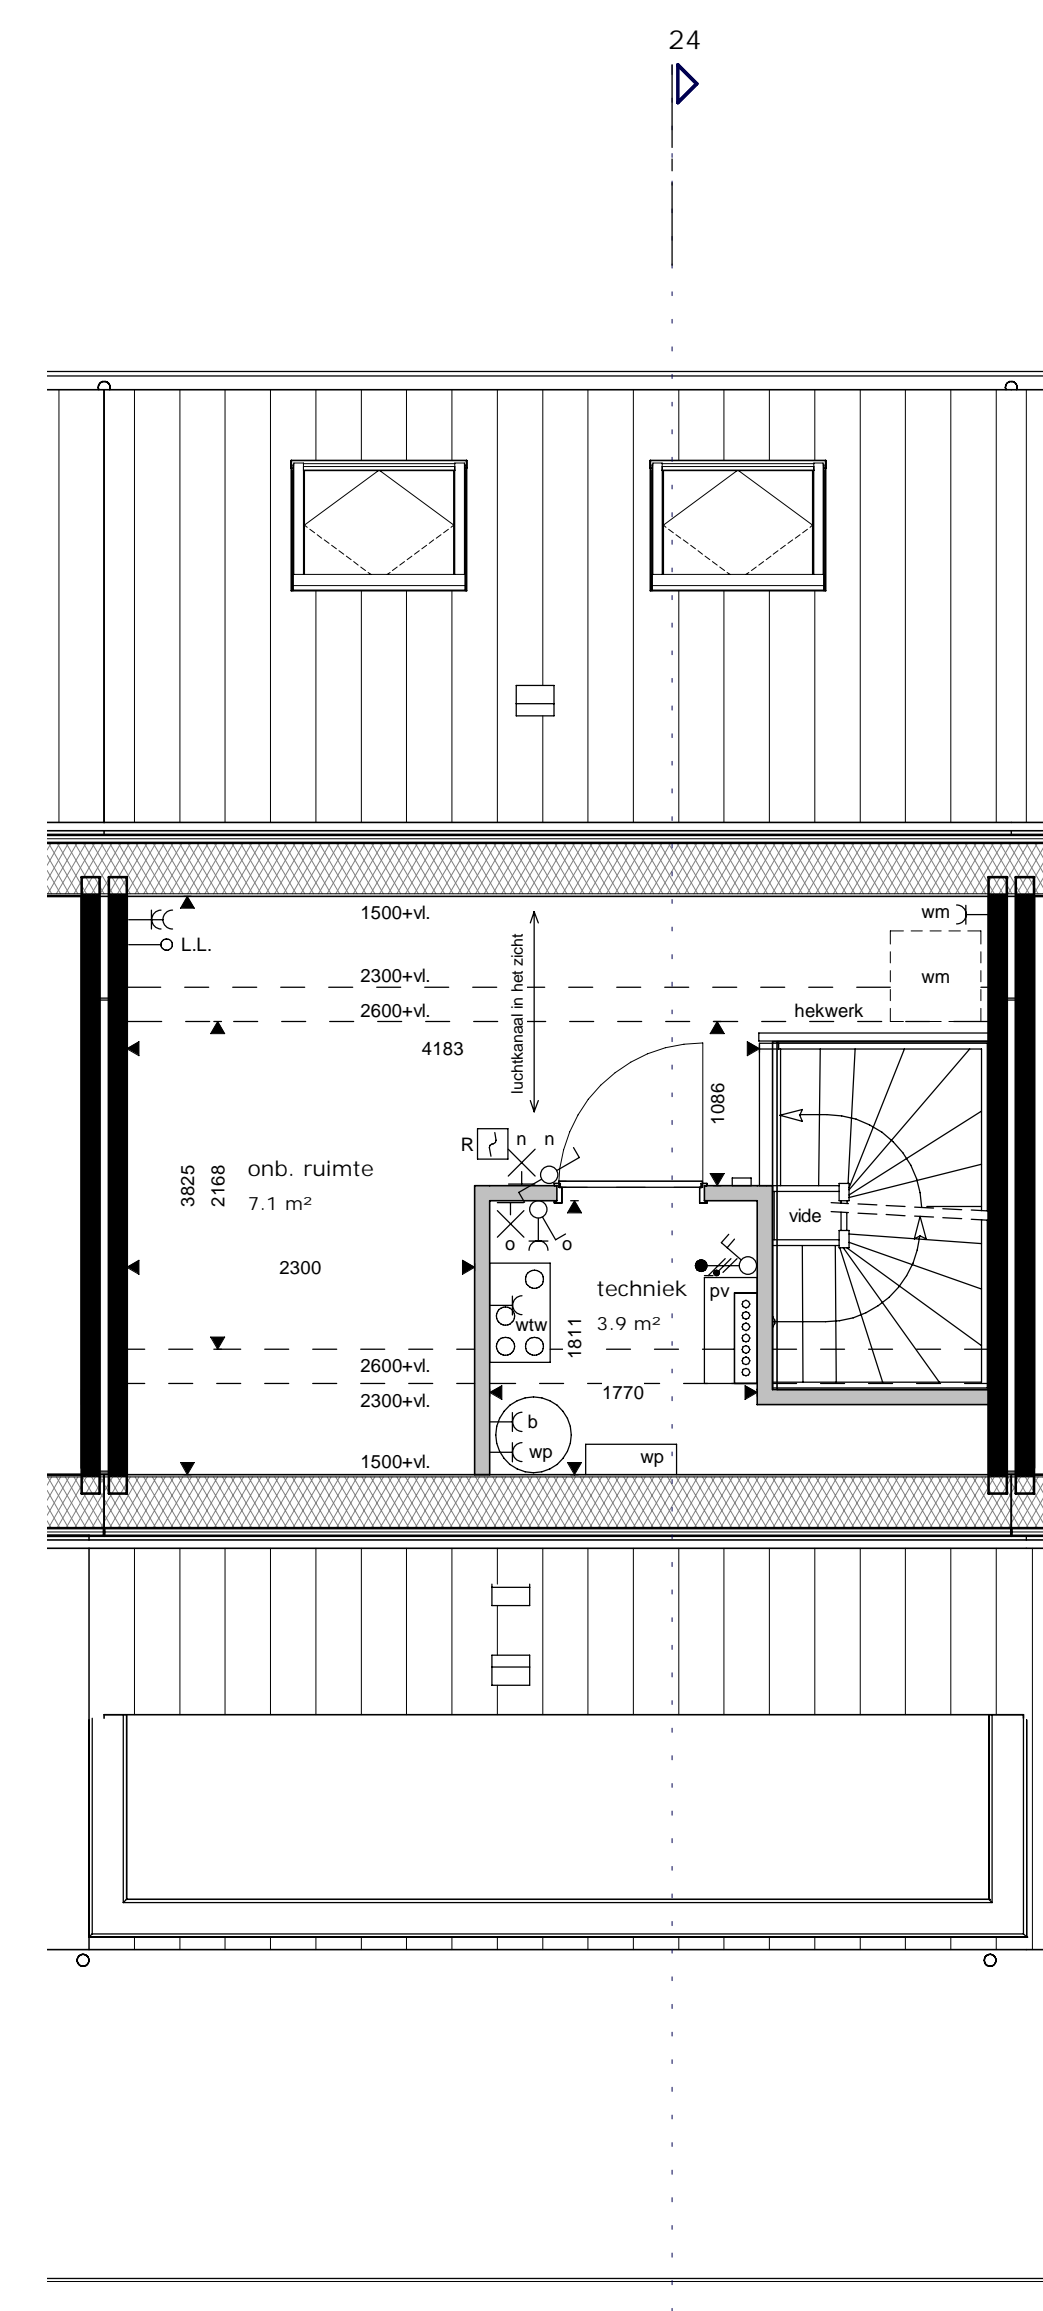 24
1500+vl.
wm
L.L.
2300+vl.
wm
2600+vl.
hekwerk
luchtkanaal in het zicht
4183
1086
R
n
n
onb. ruimte
7.1 m²
3825
2168
vide
o
o
2300
techniek
3.9 m²
pv
wtw
1811
2600+vl.
2300+vl.
1770
b
wp
wp
1500+vl.